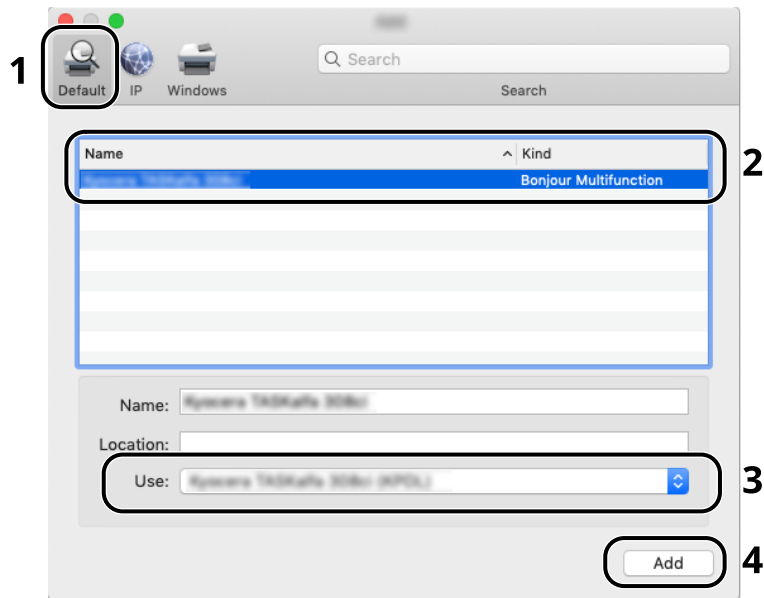 1
Default IP Windows
Search
Search
Name Kind
2
Bonjour Multifunction
Name:
Location:
Use:
3
Add
4